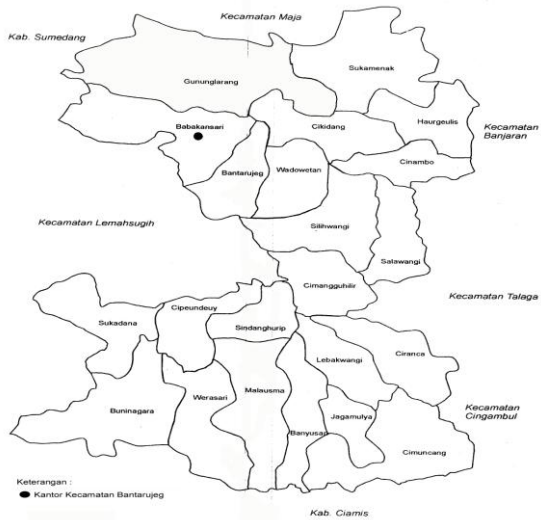 Kecamatan Maja
Kab. Sumedang
Sukamenak
Gununglarang
Haurgeulis
Babakansari
Cikidang
Kecamatan
Banjaran
Cinambo
Bantarujeg
Wadowetan
Kecamatan Lemahsugih
Silihwangi
Salawangi
Cimangguhilir
Kecamatan Talaga
Cipeundeuy
Sukadana
Sindanghurip
Lebakwangi
Ciranca
Malausma
Werasari
Buninagara
Kecamatan
Cingambul
Jagamulya
Banyusari
Cimuncang
Keterangan :
Kantor Kecamatan Bantarujeg
Kab. Ciamis